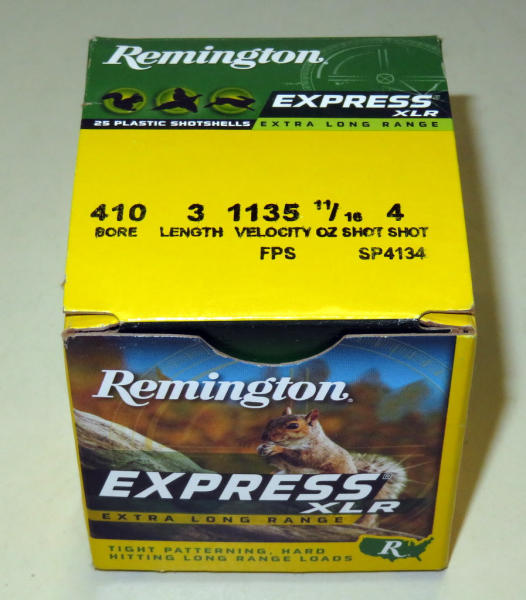 Remington®
EXPRESS®
XLR
25 PLASTIC SHOTSHELLS EXTRA LONG RANGE
410 3 1135 11/16 4
BORE LENGTH VELOCITY OZ SHOT SHOT
FPS SP4134
Remington®
EXPRESS®
XLR
EXTRA LONG RANGE
TIGHT PATTERNING, HARD
HITTING LONG RANGE LOADS
R